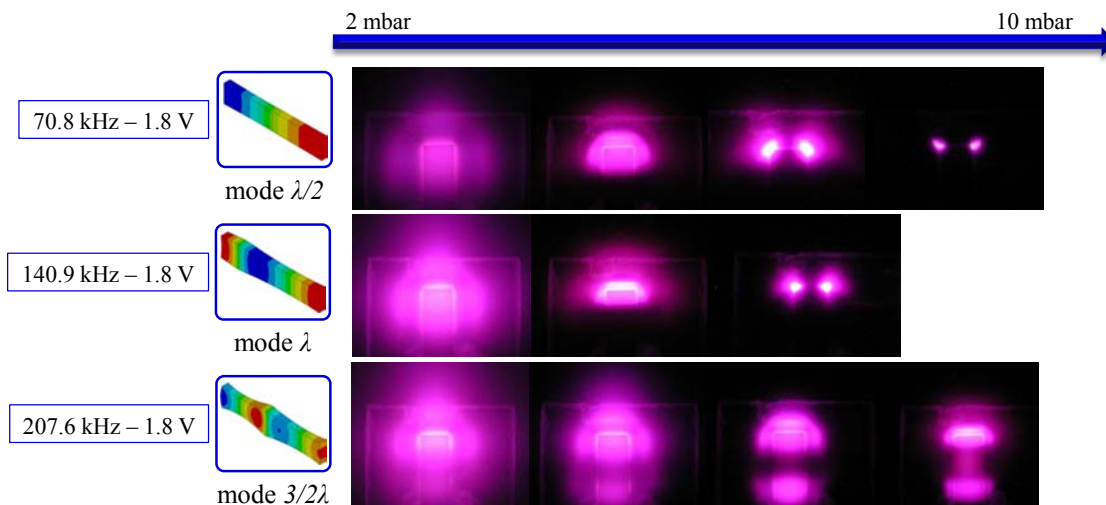 2 mbar
10 mbar
70.8 kHz – 1.8 V
mode λ/2
140.9 kHz – 1.8 V
mode λ
207.6 kHz – 1.8 V
mode 3/2λ